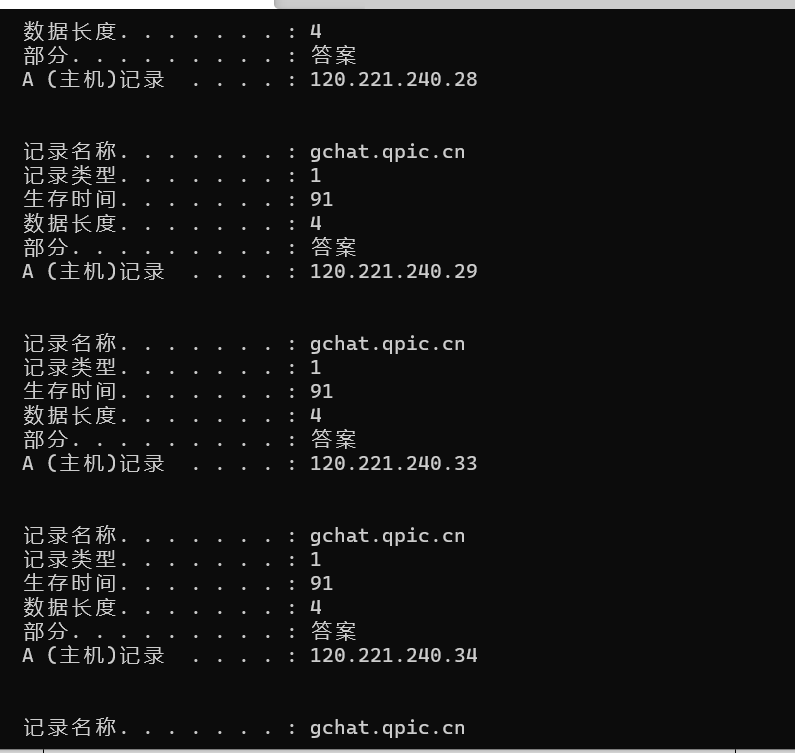 数据长度. . . . . . . : 4
部分. . . . . . . . . : 答案
A (主机)记录  . . . . : 120.221.240.28
记录名称. . . . . . . : gchat.qpic.cn
记录类型. . . . . . . : 1
生存时间. . . . . . . : 91
数据长度. . . . . . . : 4
部分. . . . . . . . . : 答案
A (主机)记录  . . . . : 120.221.240.29
记录名称. . . . . . . : gchat.qpic.cn
记录类型. . . . . . . : 1
生存时间. . . . . . . : 91
数据长度. . . . . . . : 4
部分. . . . . . . . . : 答案
A (主机)记录  . . . . : 120.221.240.33
记录名称. . . . . . . : gchat.qpic.cn
记录类型. . . . . . . : 1
生存时间. . . . . . . : 91
数据长度. . . . . . . : 4
部分. . . . . . . . . : 答案
A (主机)记录  . . . . : 120.221.240.34
记录名称. . . . . . . : gchat.qpic.cn